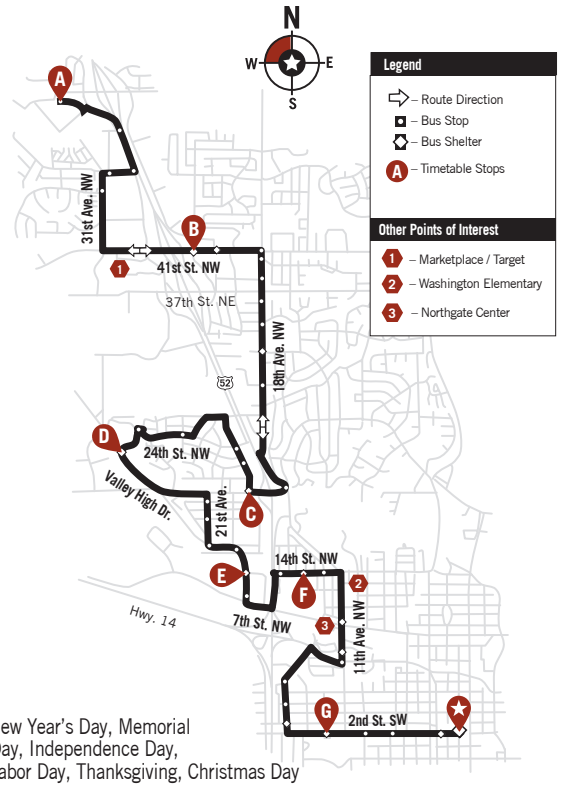 N
W
E
S
Legend
– Route Direction
– Bus Stop
– Bus Shelter
A – Timetable Stops
Other Points of Interest
1 – Marketplace / Target
2 – Washington Elementary
3 – Northgate Center
A
31st Ave. NW
B
1
41st St. NW
37th St. NE
18th Ave. NW
52
D
24th St. NW
Valley High Dr.
21st Ave.
C
14th St. NW
E
F
2
7th St. NW
3
11th Ave. NW
Hwy. 14
G
2nd St. SW
ew Year's Day, Memorial
Day, Independence Day,
abor Day, Thanksgiving, Christmas Day